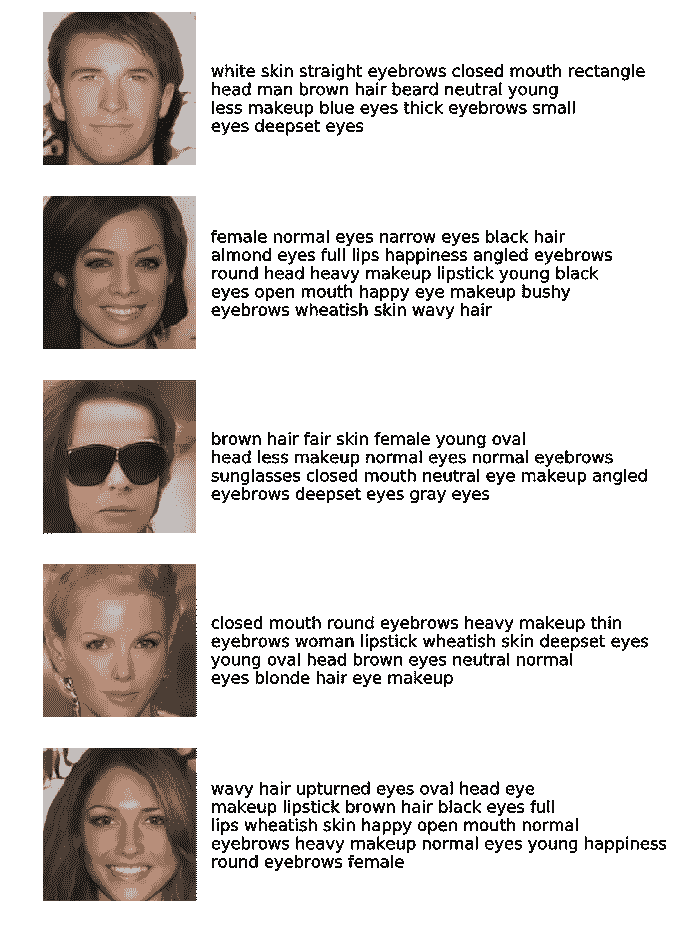 white skin straight eyebrows closed mouth rectangle
head man brown hair beard neutral young
less makeup blue eyes thick eyebrows small
eyes deepset eyes
female normal eyes narrow eyes black hair
almond eyes full lips happiness angled eyebrows
round head heavy makeup lipstick young black
eyes open mouth happy eye makeup bushy
eyebrows wheatish skin wavy hair
brown hair fair skin female young oval
head less makeup normal eyes normal eyebrows
sunglasses closed mouth neutral eye makeup angled
eyebrows deepset eyes gray eyes
closed mouth round eyebrows heavy makeup thin
eyebrows woman lipstick wheatish skin deepset eyes
young oval head brown eyes neutral normal
eyes blonde hair eye makeup
wavy hair upturned eyes oval head eye
makeup lipstick brown hair black eyes full
lips wheatish skin happy open mouth normal
eyebrows heavy makeup normal eyes young happiness
round eyebrows female